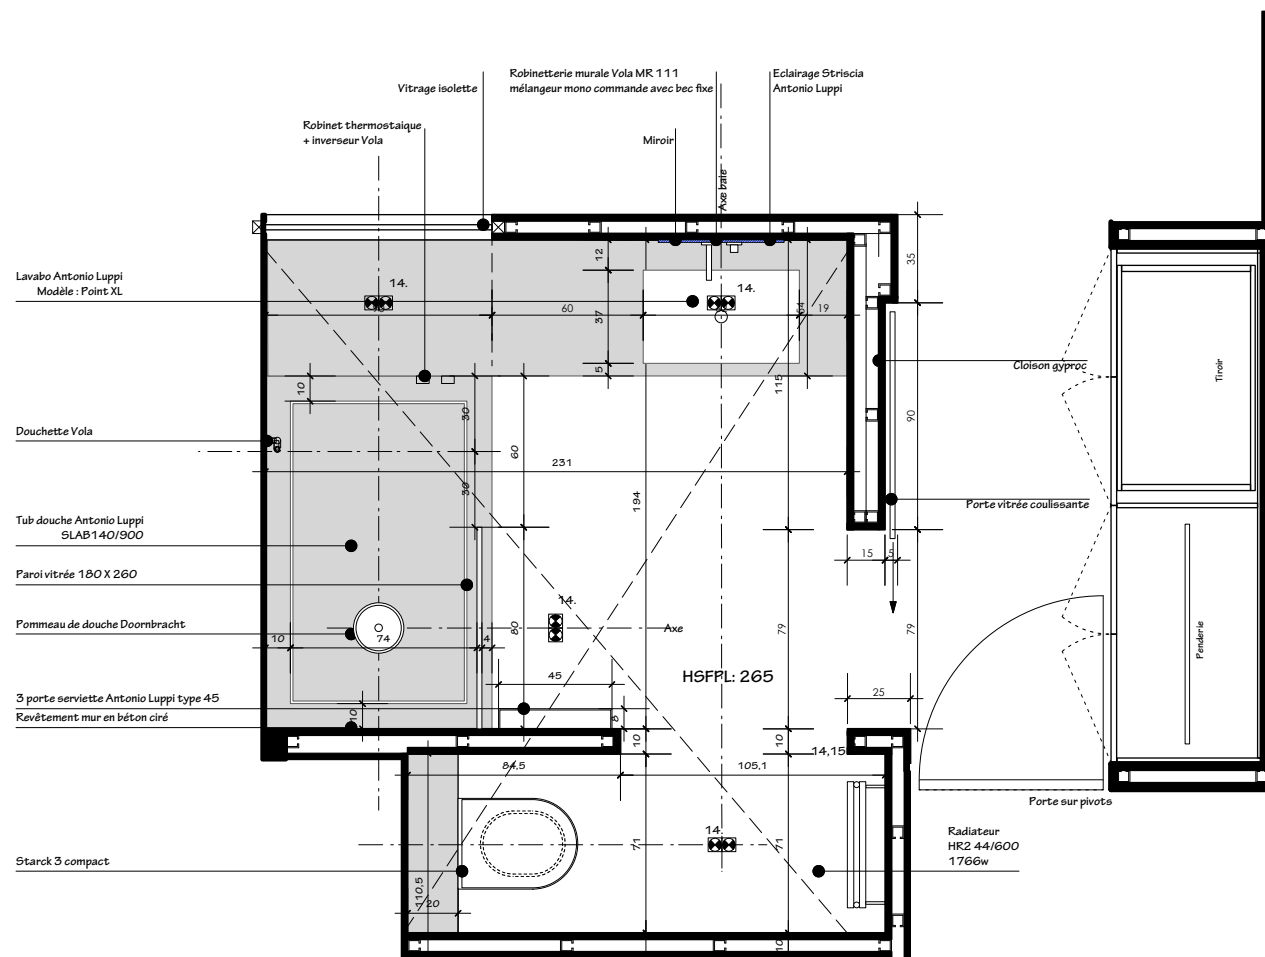 Robinetterie murale Vola MR 111
mélangeur mono commande avec bec fixe
Eclairage Striscia
Antonio Luppi
Vitrage isolette
Robinet thermostaique
+ inverseur Vola
Miroir
Axe baie
35
12
Lavabo Antonio Luppi
Modèle : Point XL
14.
14.
60
37
19
5
Cloison gyproc
Tiroir
10
115
30
90
Douchette Vola
60
231
30
194
Porte vitrée coulissante
Tub douche Antonio Luppi
SLAB140/900
15
5
Paroi vitrée 180 X 260
14.
Pommeau de douche Doornbracht
Axe
80
79
79
Penderie
10
74
4
45
HSFPL: 265
25
3 porte serviette Antonio Luppi type 45
Revêtement mur en béton ciré
10
8
10
10
14,15
84,5
105,1
Porte sur pivots
14.
71
71
Radiateur
HR2 44/600
1766w
Starck 3 compact
110,5
20
10